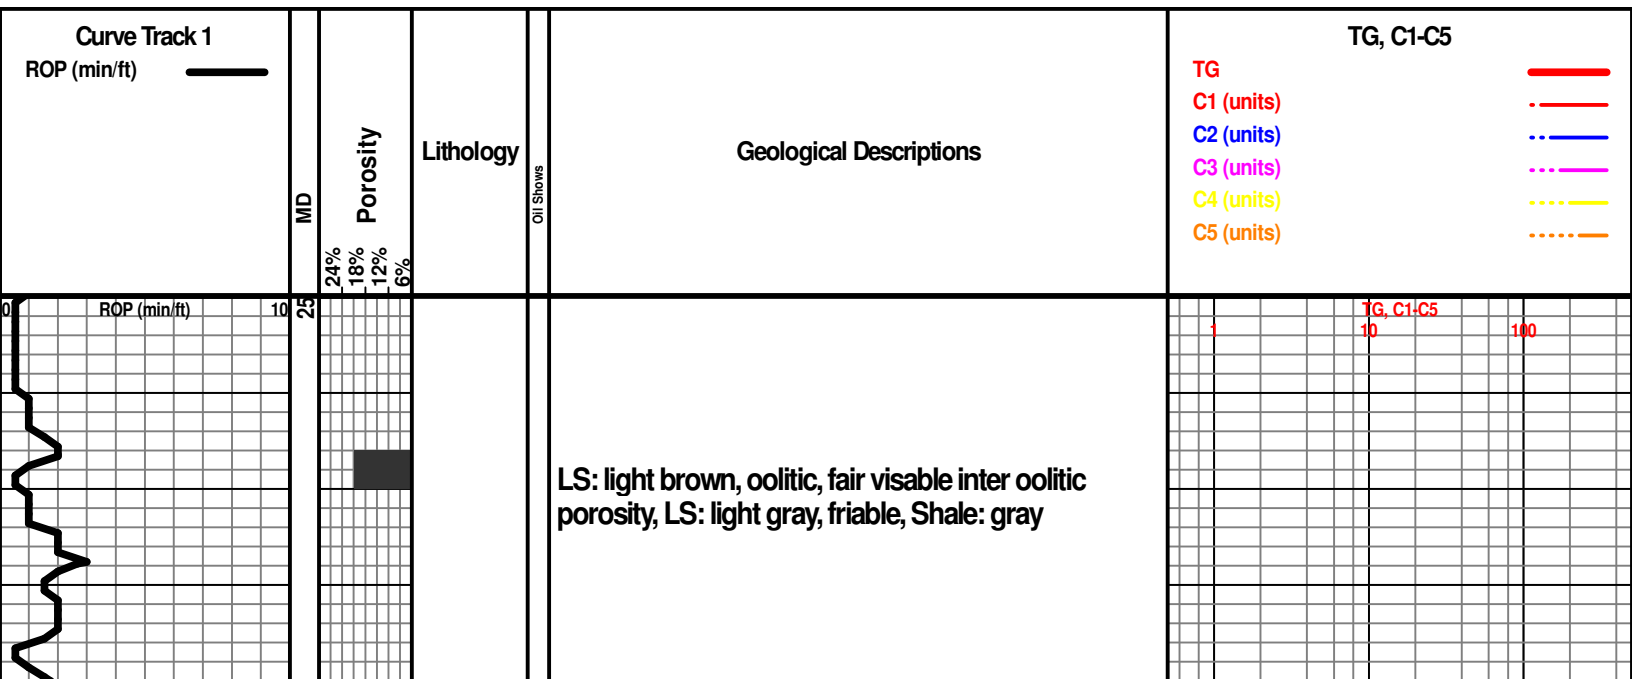 Curve Track 1
ROP (min/ft)
MD
Porosity
24%
18%
12%
6%
Lithology
Oil Shows
Geological Descriptions
TG, C1-C5
TG
C1 (units)
C2 (units)
C3 (units)
C4 (units)
C5 (units)
0 ROP (min/ft) 10
25
TG, C1-C5
1 10 100
LS: light brown, oolitic, fair visable inter oolitic
porosity, LS: light gray, friable, Shale: gray